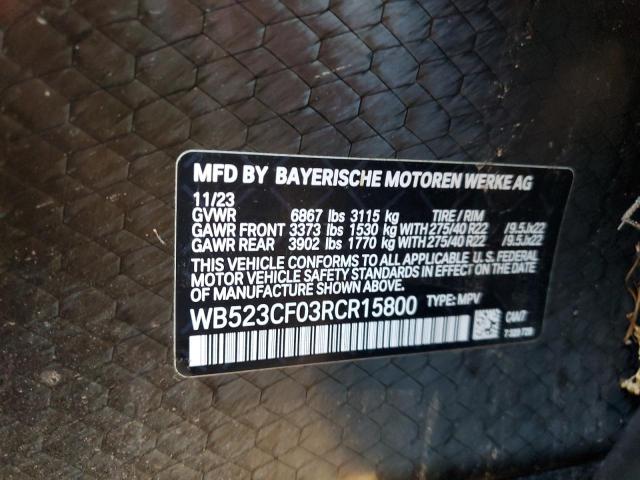 MFD BY BAYERISCHE MOTOREN WERKE AG
11/23
GVWR 6867 lbs 3115 kg TIRE / RIM
GAWR FRONT 3373 lbs 1530 kg WITH 275/40 R22 /9.5Jx22
GAWR REAR 3902 lbs 1770 kg WITH 275/40 R22 /9.5Jx22
THIS VEHICLE CONFORMS TO ALL APPLICABLE U.S. FEDERAL
MOTOR VEHICLE SAFETY STANDARDS IN EFFECT ON THE DATE
OF MANUFACTURE SHOWN ABOVE.
WB523CF03RCR15800 TYPE: MPV